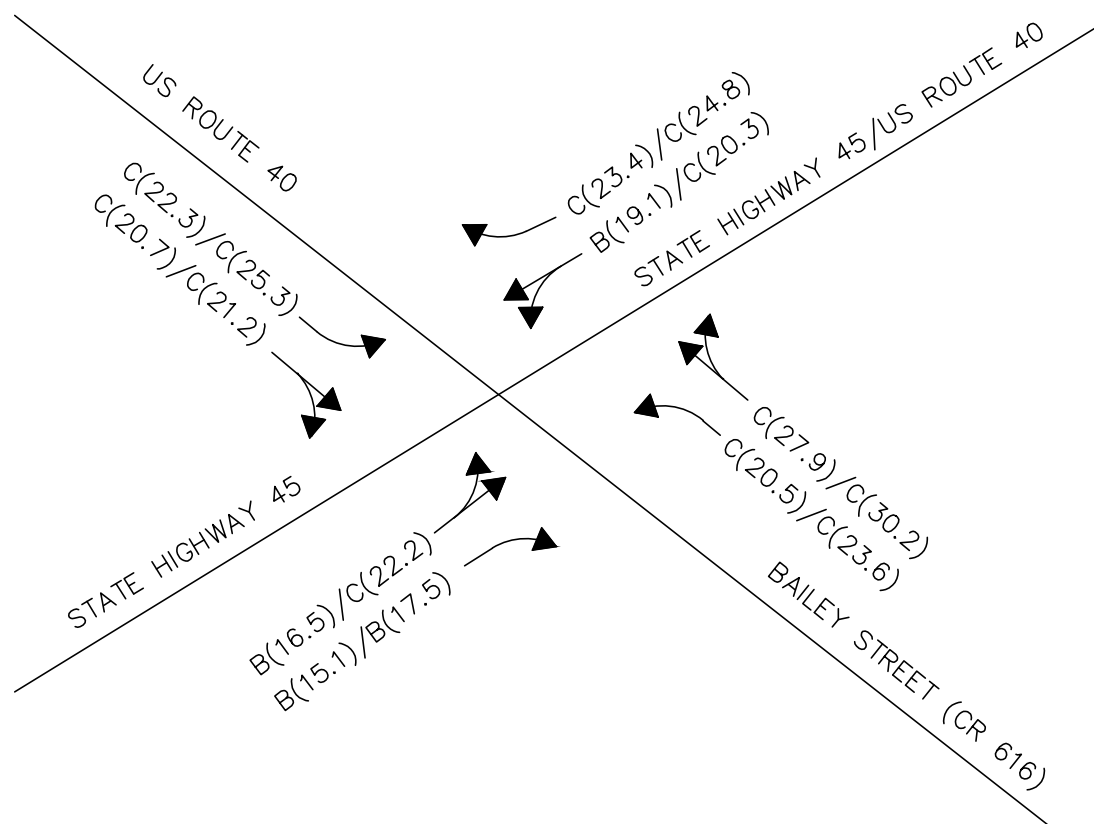 US ROUTE 40
C(22.3)/C(25.3)
C(20.7)/C(21.2)
C(23.4)/C(24.8)
B(19.1)/C(20.3)
STATE HIGHWAY 45/US ROUTE 40
STATE HIGHWAY 45
C(27.9)/C(30.2)
C(20.5)/C(23.6)
B(16.5)/C(22.2)
B(15.1)/B(17.5)
BAILEY STREET (CR 616)